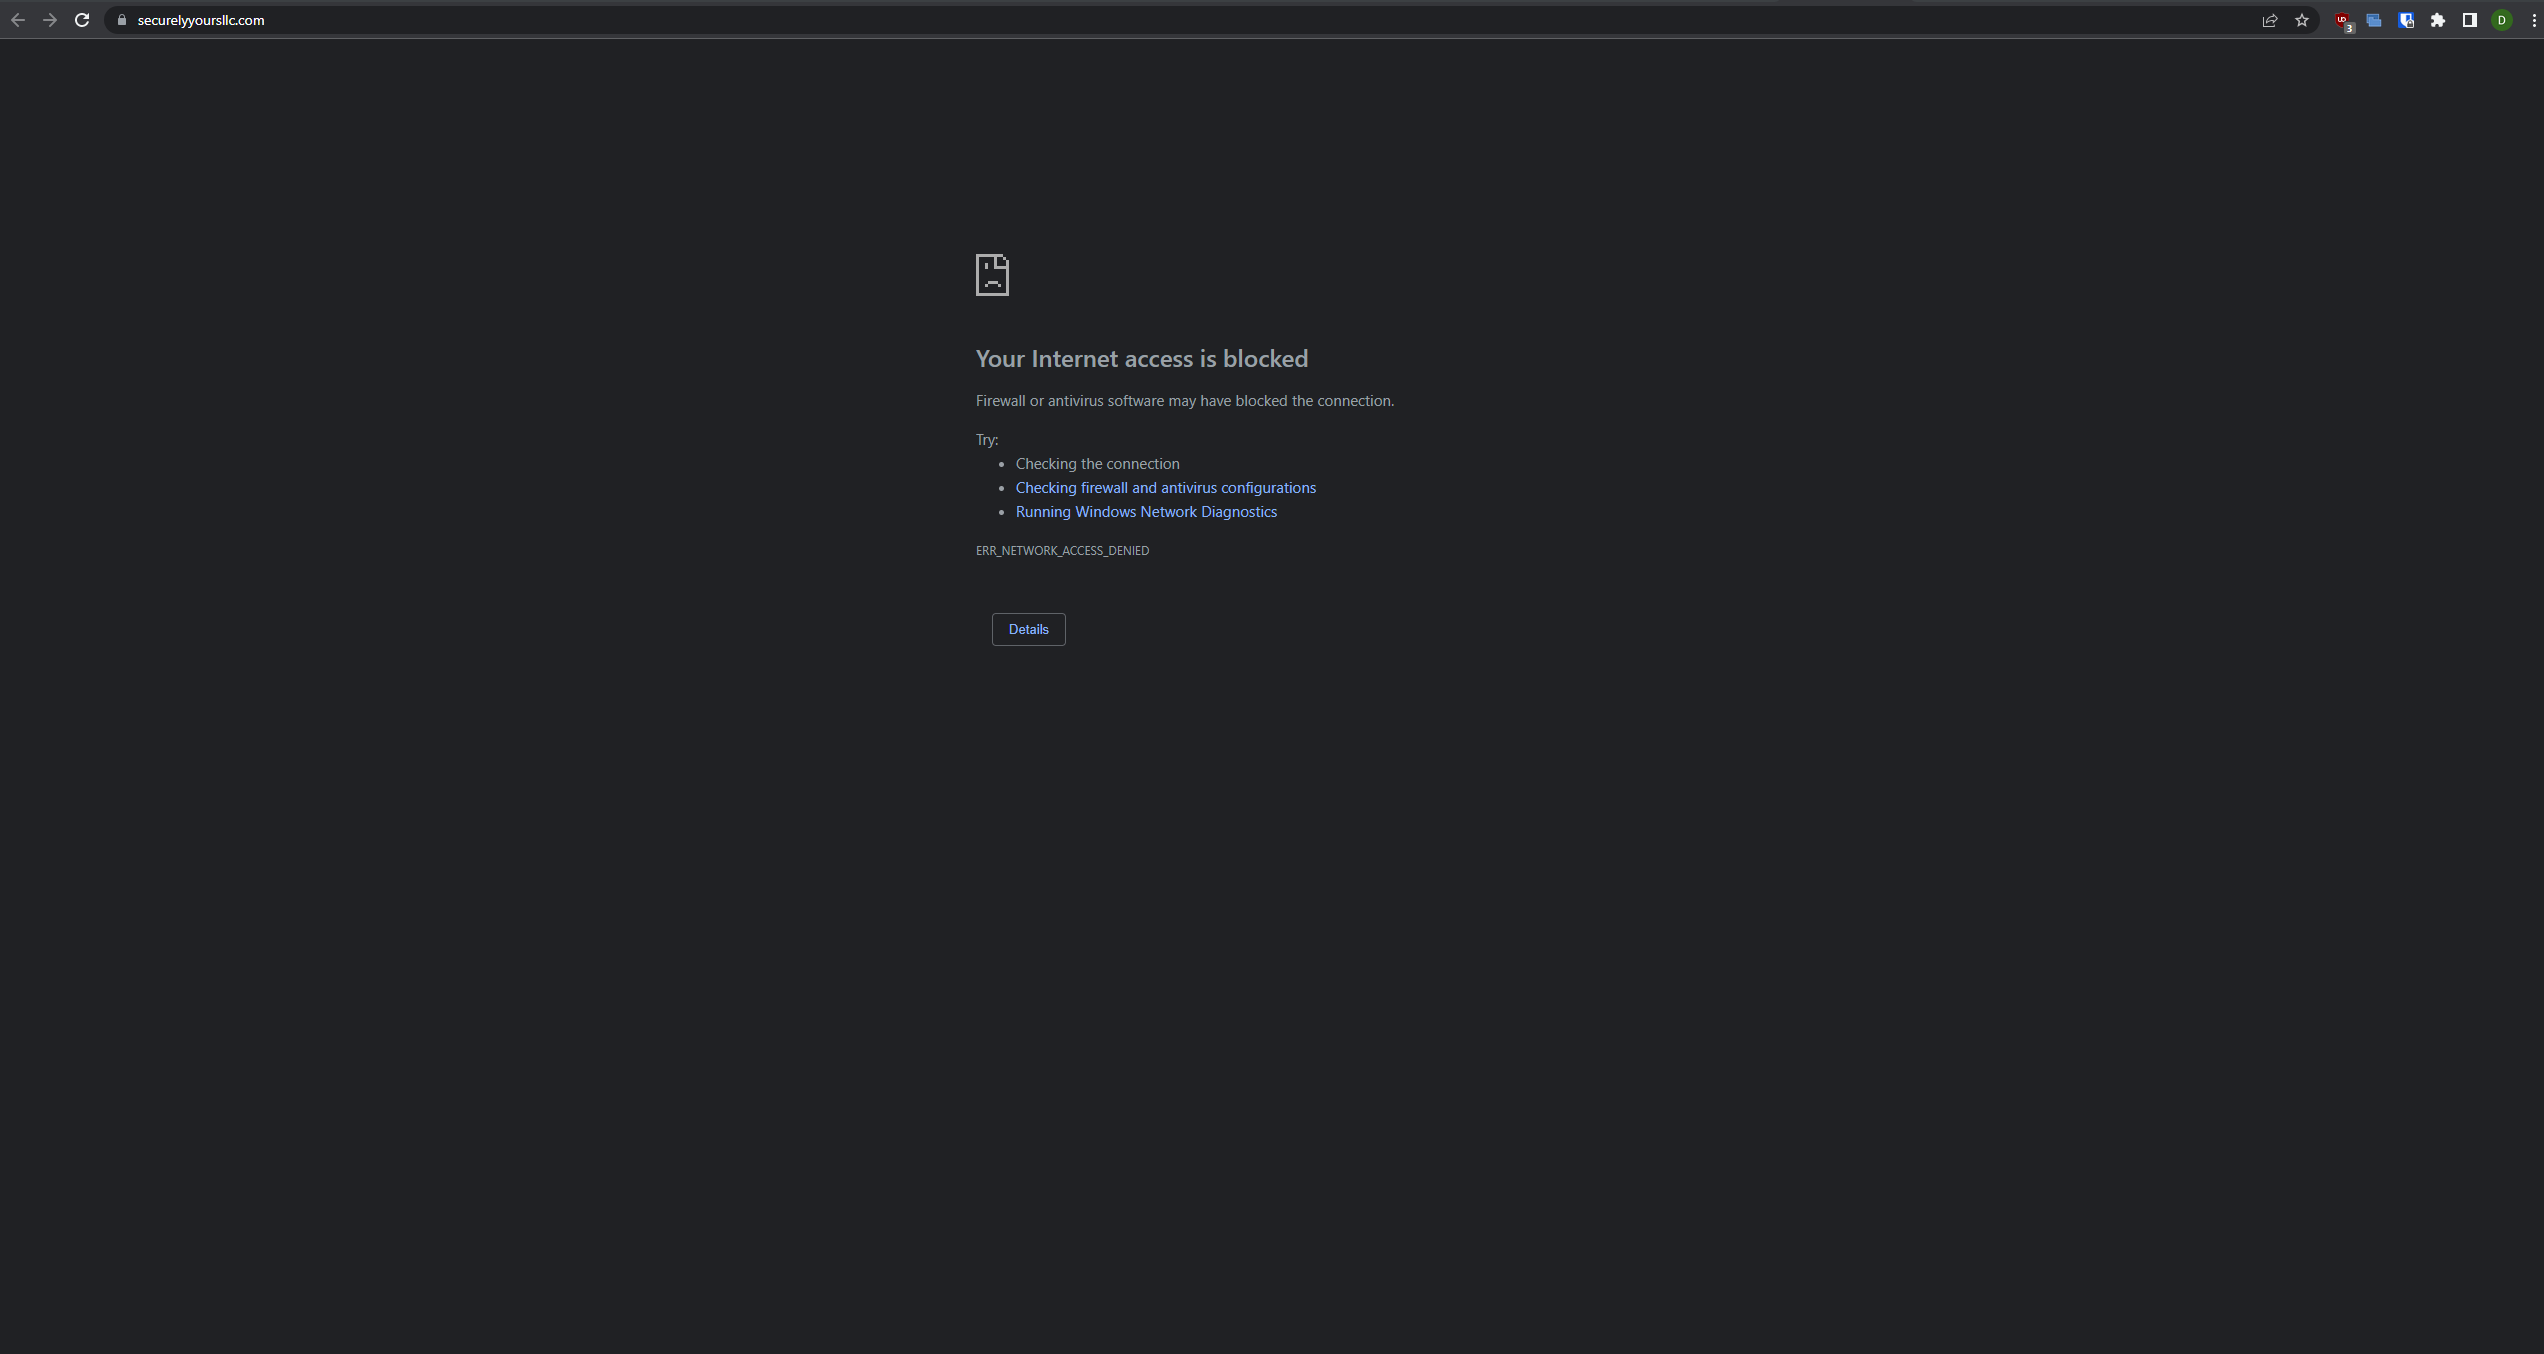 securelyyoursllc.com
3
D
Your Internet access is blocked
Firewall or antivirus software may have blocked the connection.
Try:
• Checking the connection
• Checking firewall and antivirus configurations
• Running Windows Network Diagnostics
ERR_NETWORK_ACCESS_DENIED
Details